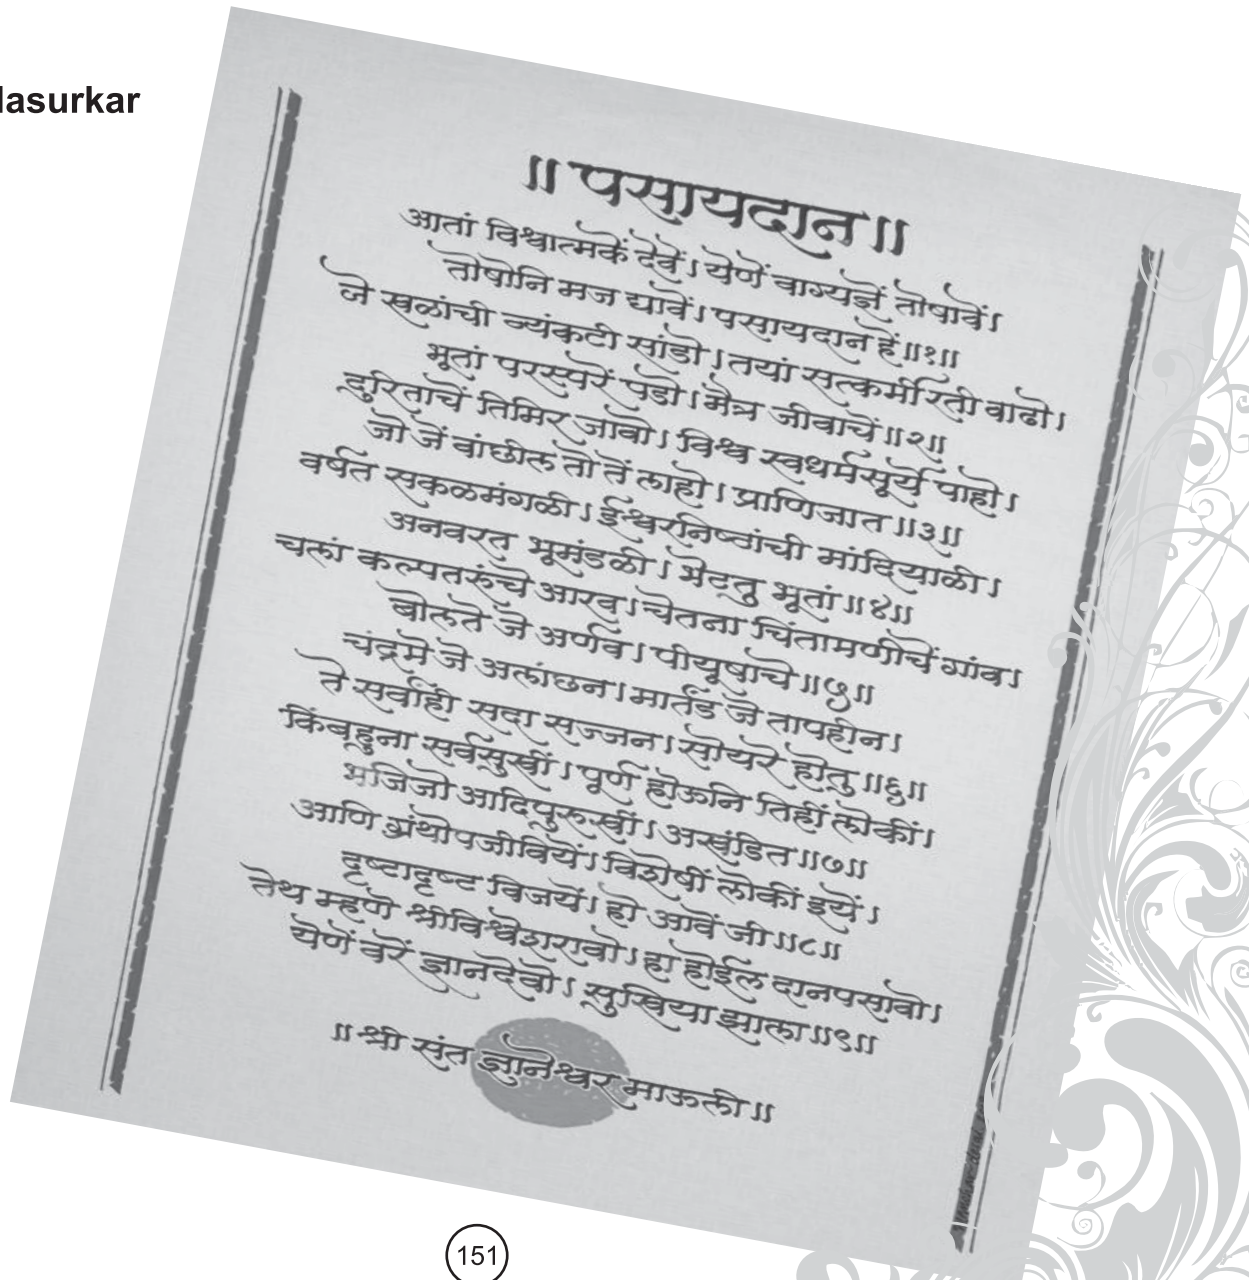 lasurkar
॥ पसायदान॥
आतां विश्वात्मकें देवें। येणें वाग्यज्ञें तोषावें।
तोषोनि मज द्यावें। पसायदान हें॥१॥
जे खळांची व्यंकटी सांडो। तयां सत्कर्मीरती वाढो।
भूतां परस्परें पडो। मैत्र जीवाचें॥२॥
दुरिताचें तिमिर जावो। विश्व स्वधर्मसूर्यें पाहो।
जो जें वांछील तो तें लाहो। प्राणिजात॥३॥
वर्षत सकळमंगळी। ईश्वरनिष्ठांची मांदियाळी।
अनवरत भूमंडळी। भेटतु भूतां॥४॥
चलां कल्पतरुंचे आरव। चेतना चिंतामणीचें गांव।
बोलते जे अर्णव। पीयूषाचे॥५॥
चंद्रमे जे अलांछन। मार्तंड जे तापहीन।
ते सर्वांही सदा सज्जन। सोयरे होतु॥६॥
किंबहुना सर्वसुखीं। पूर्ण होऊनि तिहीं लोकीं।
भजिजो आदिपुरुखीं। अखंडित॥७॥
आणि ग्रंथोपजीवियें। विशेषीं लोकीं इयें।
दृष्टादृष्ट विजयें। हो आवें जी॥८॥
तेथ म्हणे श्रीविश्वेशरावो। हा होईल दानपसावो।
येणें वरें ज्ञानदेवो। सुखिया झाला॥९॥
॥ श्री संत ज्ञानेश्वर माऊली॥
151